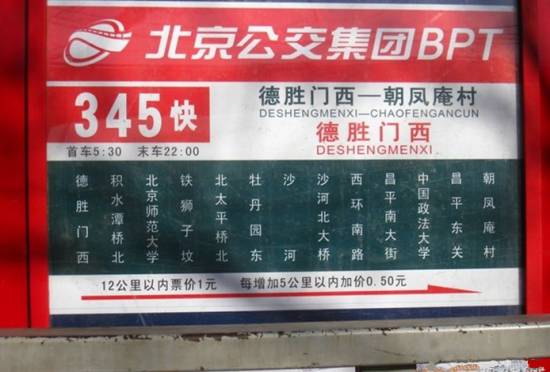 北京公交集团BPT
345快
德胜门西—朝凤庵村
DESHENGMENXI—CHAOFENGANCUN
德胜门西
DESHENGMENXI
首车5:30 末车22:00
德胜门西
积水潭桥北
北京师范大学
铁狮子坟
北太平桥北
牡丹园东
沙河
沙河北大桥
西环南路
昌平南大街
中国政法大学
昌平东关
朝凤庵村
12公里以内票价1元 每增加5公里以内加价0.50元